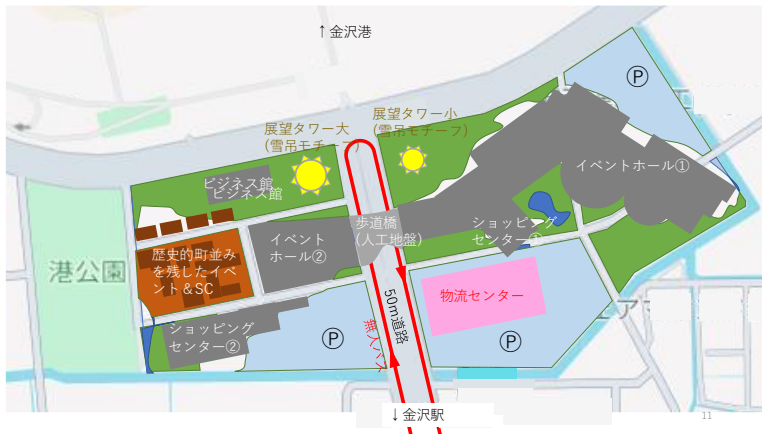 ↑金沢港
展望タワー大
(雪吊モチーフ)
展望タワー小
(雪吊モチーフ)
Ⓟ
イベントホール①
ビジネス館
ビジネス館
歩道橋
(人工地盤)
ショッピング
センター①
イベント
ホール②
歴史的町並み
を残したイベ
ント＆SC
港公園
物流センター
50m道路
無人バス
ショッピング
センター②
Ⓟ
Ⓟ
↓金沢駅
11